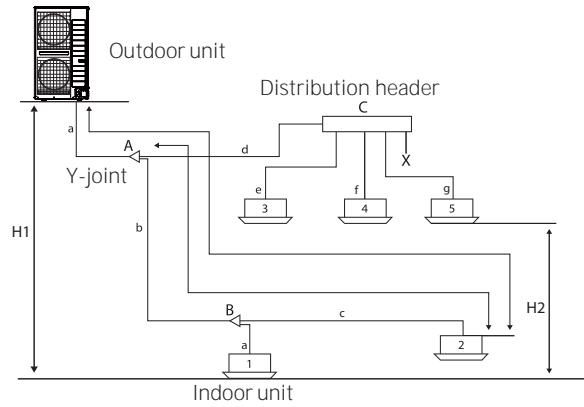 Outdoor unit
Distribution header
C
a
A
d
X
Y-joint
e
f
g
3
4
5
b
H1
H2
B
c
a
2
1
Indoor unit